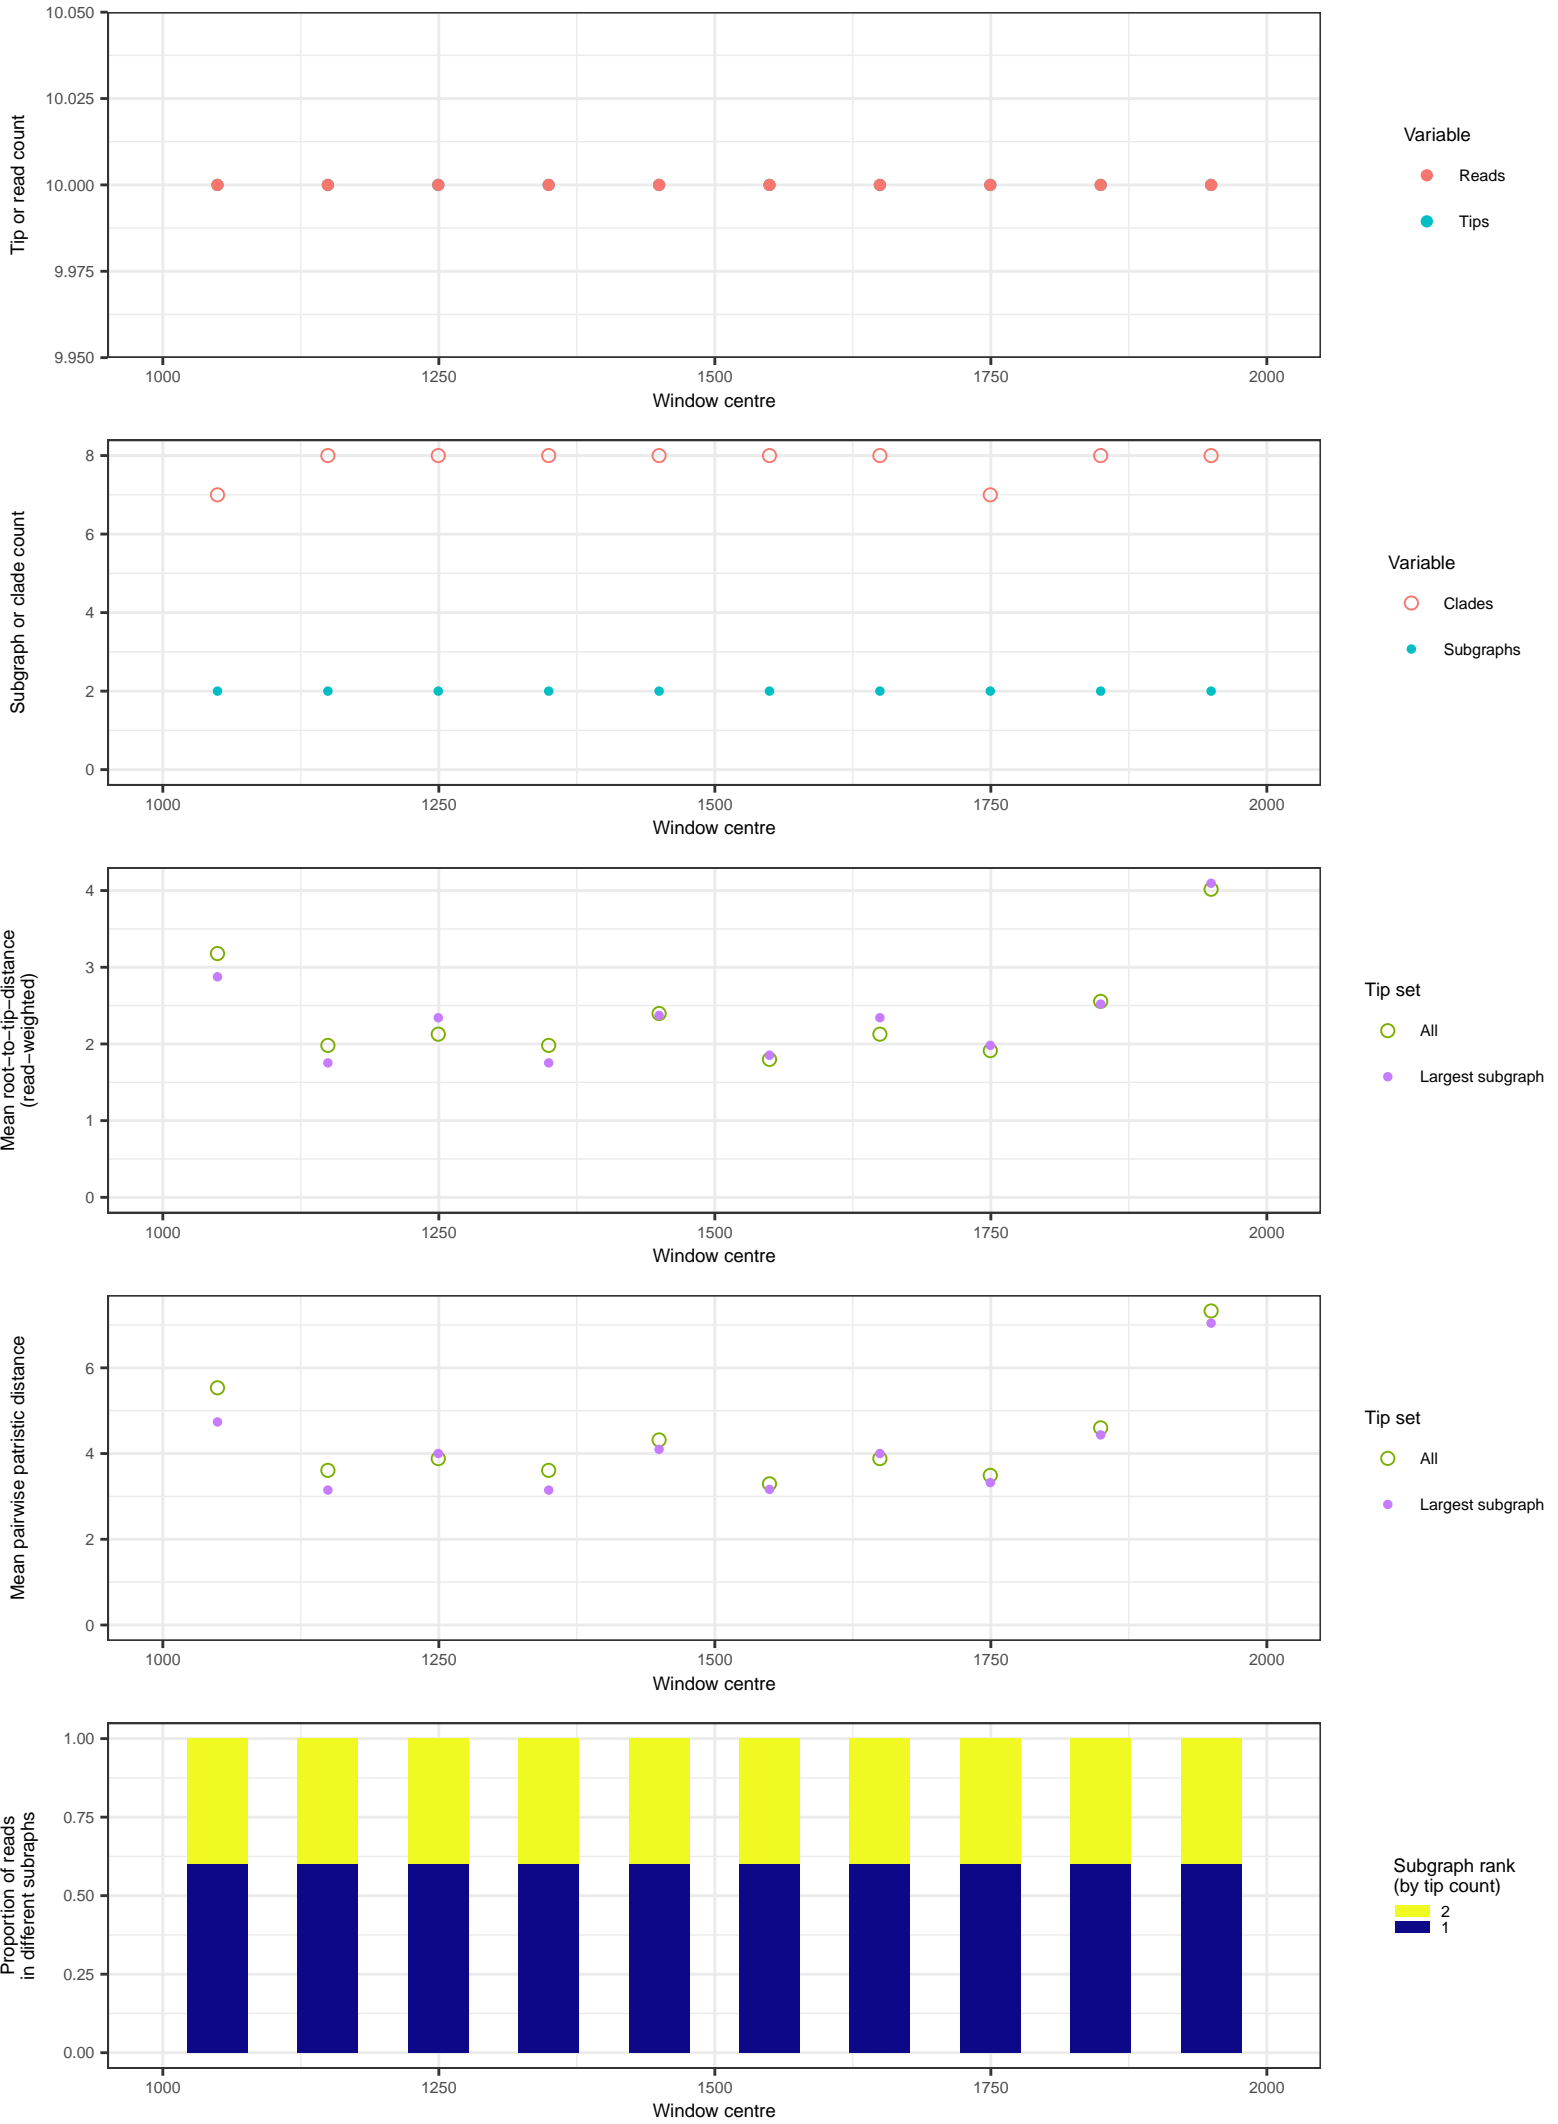 10.050
10.025
10.000
9.975
9.950
Tip or read count
1000 1250 1500 1750 2000
Window centre
Variable
Reads
Tips
8
6
4
2
0
Subgraph or clade count
1000 1250 1500 1750 2000
Window centre
Variable
Clades
Subgraphs
4
3
2
1
0
Mean root−to−tip−distance
(read−weighted)
1000 1250 1500 1750 2000
Window centre
Tip set
All
Largest subgraph
6
4
2
0
Mean pairwise patristic distance
1000 1250 1500 1750 2000
Window centre
Tip set
All
Largest subgraph
1.00
0.75
0.50
0.25
0.00
Proportion of reads
in different subraphs
1000 1250 1500 1750 2000
Window centre
Subgraph rank
(by tip count)
2
1